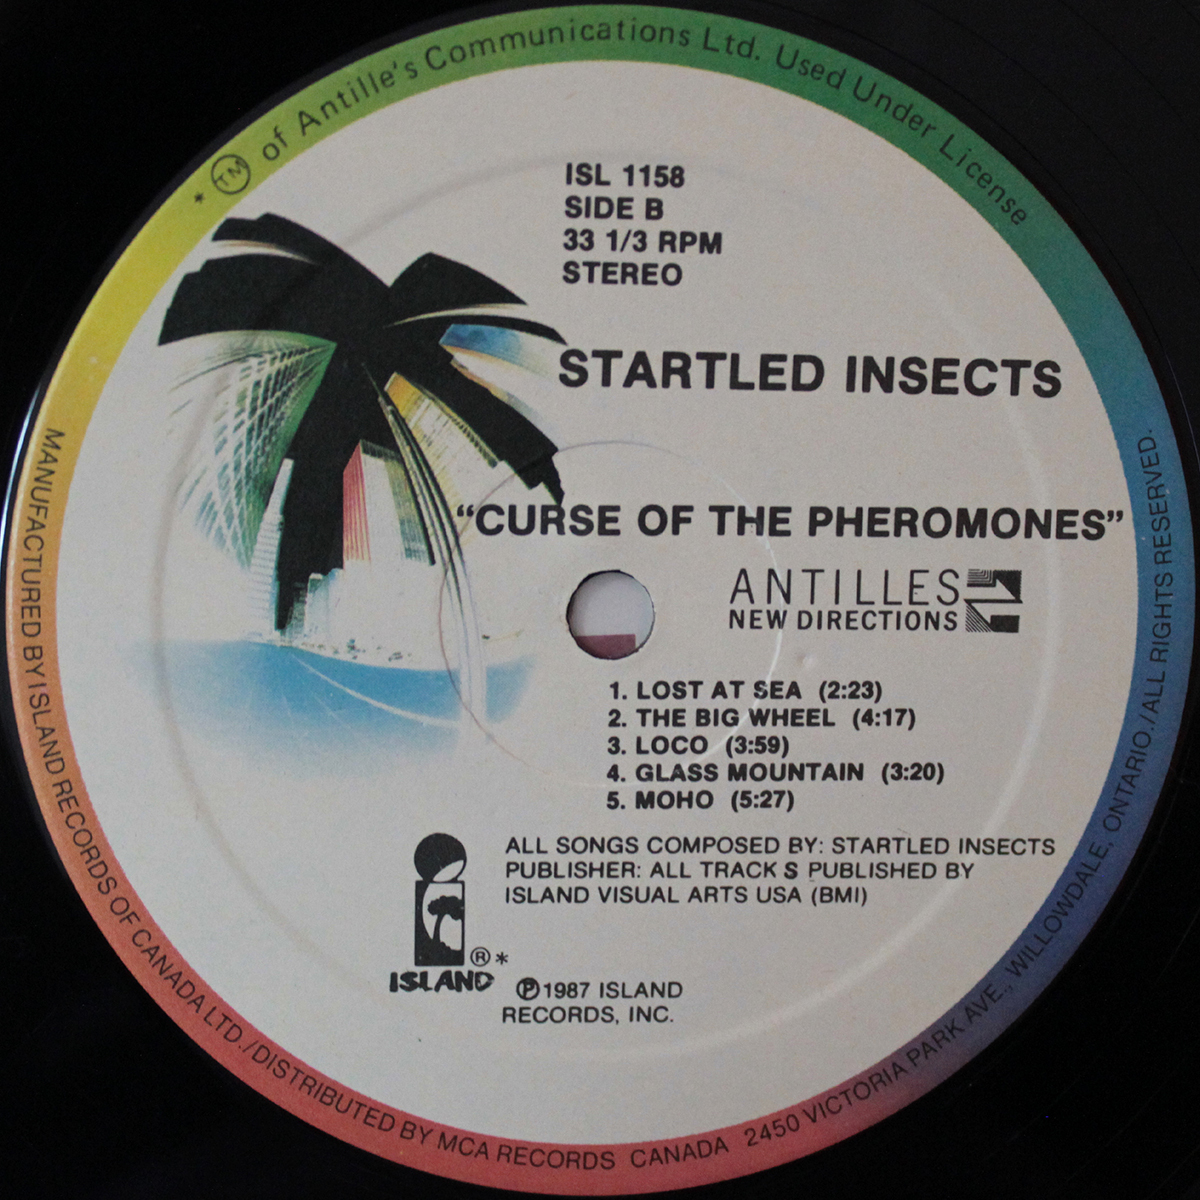 * TM of Antille's Communications Ltd. Used Under License
ISL 1158
SIDE B
33 1/3 RPM
STEREO
STARTLED INSECTS
“CURSE OF THE PHEROMONES”
ANTILLES
NEW DIRECTIONS
1. LOST AT SEA (2:23)
2. THE BIG WHEEL (4:17)
3. LOCO (3:59)
4. GLASS MOUNTAIN (3:20)
5. MOHO (5:27)
ALL SONGS COMPOSED BY: STARTLED INSECTS
PUBLISHER: ALL TRACKS PUBLISHED BY
ISLAND VISUAL ARTS USA (BMI)
ISLAND ®*
℗1987 ISLAND
RECORDS, INC.
MANUFACTURED BY ISLAND RECORDS OF CANADA LTD./DISTRIBUTED BY MCA RECORDS CANADA 2450 VICTORIA PARK AVE., WILLOWDALE, ONTARIO./ALL RIGHTS RESERVED.